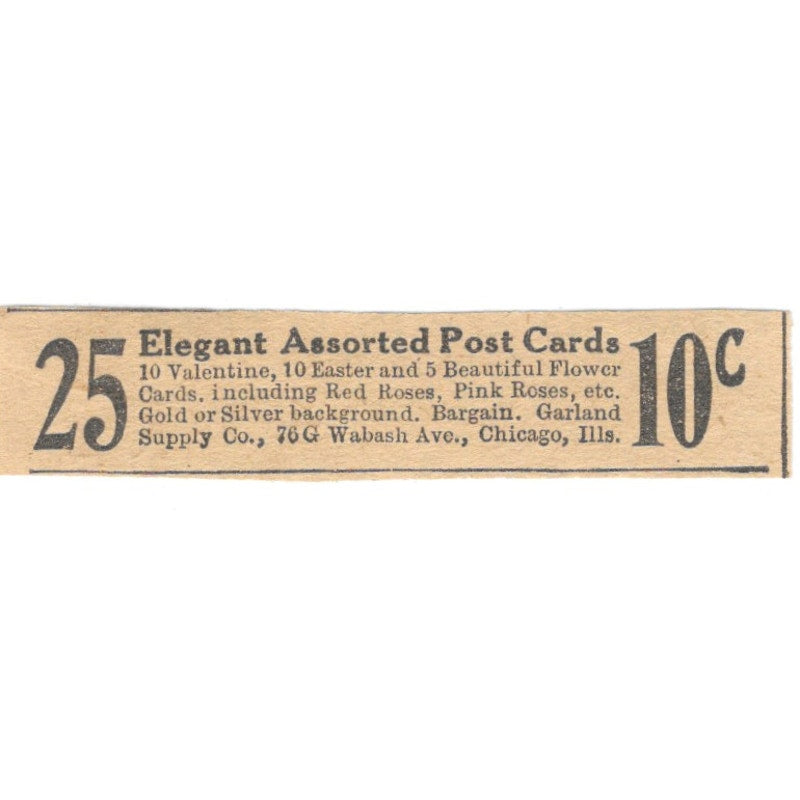 25 Elegant Assorted Post Cards 10c
10 Valentine, 10 Easter and 5 Beautiful Flower
Cards. including Red Roses, Pink Roses, etc.
Gold or Silver background. Bargain. Garland
Supply Co., 76G Wabash Ave., Chicago, Ills.